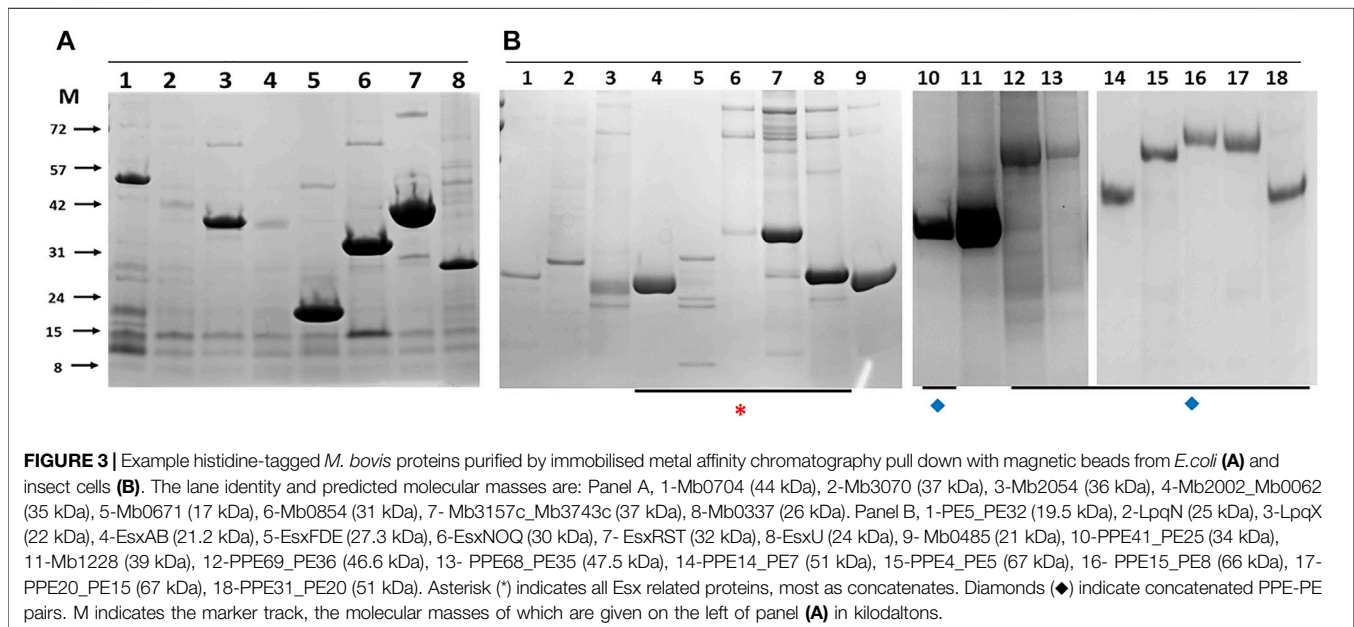 A
B
1 2 3 4 5 6 7 8
1 2 3 4 5 6 7 8 9 10 11 12 13 14 15 16 17 18
M
72
57
42
31
24
15
8
* ◆ ◆
FIGURE 3 | Example histidine-tagged M. bovis proteins purified by immobilised metal affinity chromatography pull down with magnetic beads from E.coli (A) and
insect cells (B). The lane identity and predicted molecular masses are: Panel A, 1-Mb0704 (44 kDa), 2-Mb3070 (37 kDa), 3-Mb2054 (36 kDa), 4-Mb2002_Mb0062
(35 kDa), 5-Mb0671 (17 kDa), 6-Mb0854 (31 kDa), 7- Mb3157c_Mb3743c (37 kDa), 8-Mb0337 (26 kDa). Panel B, 1-PE5_PE32 (19.5 kDa), 2-LpqN (25 kDa), 3-LpqX
(22 kDa), 4-EsxAB (21.2 kDa), 5-EsxFDE (27.3 kDa), 6-EsxNOQ (30 kDa), 7- EsxRST (32 kDa), 8-EsxU (24 kDa), 9- Mb0485 (21 kDa), 10-PPE41_PE25 (34 kDa),
11-Mb1228 (39 kDa), 12-PPE69_PE36 (46.6 kDa), 13- PPE68_PE35 (47.5 kDa), 14-PPE14_PE7 (51 kDa), 15-PPE4_PE5 (67 kDa), 16- PPE15_PE8 (66 kDa), 17-
PPE20_PE15 (67 kDa), 18-PPE31_PE20 (51 kDa). Asterisk (*) indicates all Esx related proteins, most as concatenates. Diamonds (◆) indicate concatenated PPE-PE
pairs. M indicates the marker track, the molecular masses of which are given on the left of panel (A) in kilodaltons.